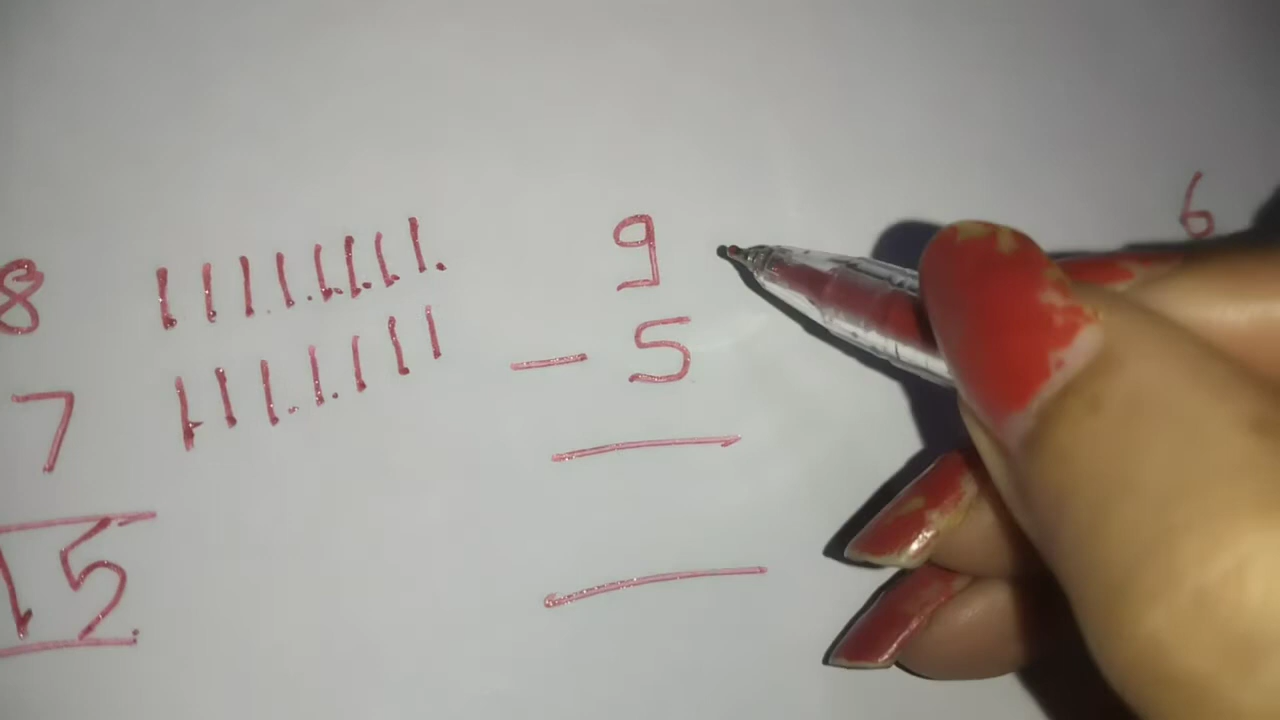 8 | | | | | | | |
7 | | | | | | |
15
9
- 5
6